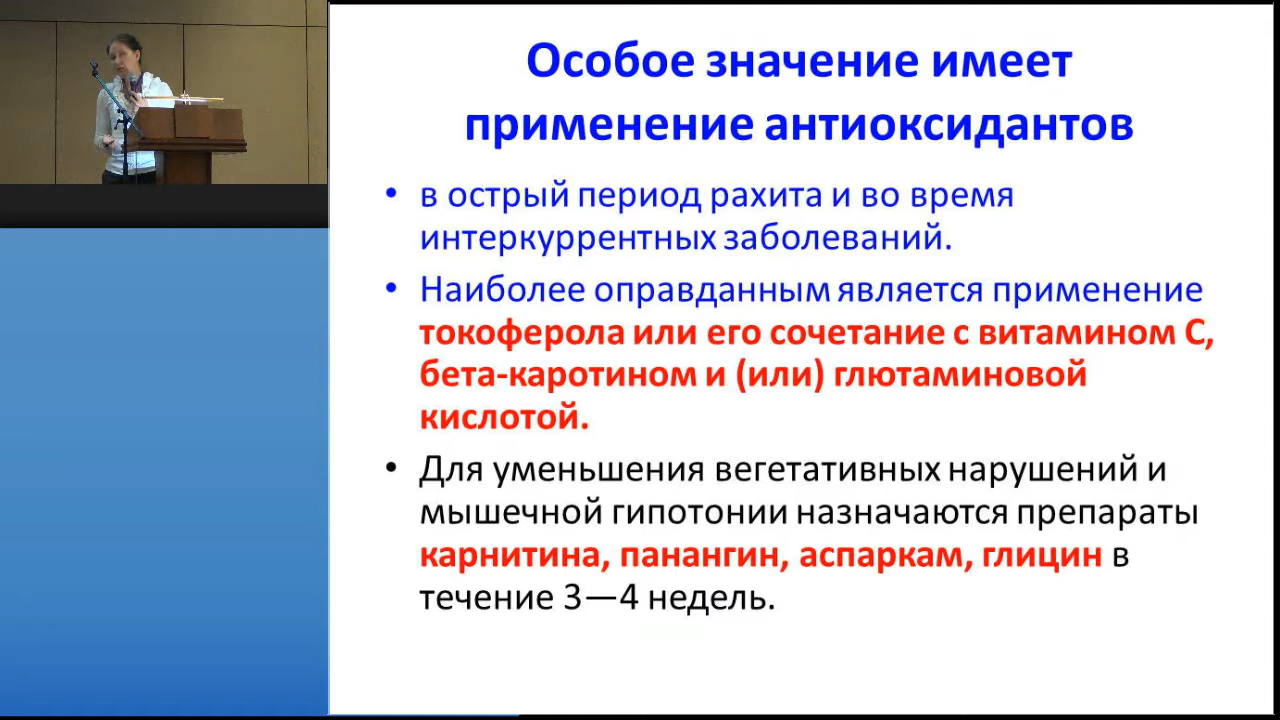 Особое значение имеет
применение антиоксидантов
• в острый период рахита и во время
интеркуррентных заболеваний.
• Наиболее оправданным является применение
токоферола или его сочетание с витамином С,
бета-каротином и (или) глютаминовой
кислотой.
• Для уменьшения вегетативных нарушений и
мышечной гипотонии назначаются препараты
карнитина, панангин, аспаркам, глицин в
течение 3—4 недель.